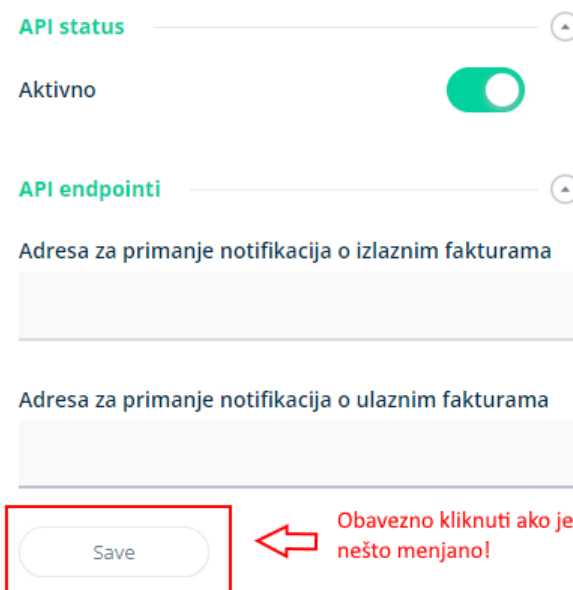 API status
Aktivno
API endpointi
Adresa za primanje notifikacija o izlaznim fakturama
Adresa za primanje notifikacija o ulaznim fakturama
Save
Obavezno kliknuti ako je
nešto menjano!